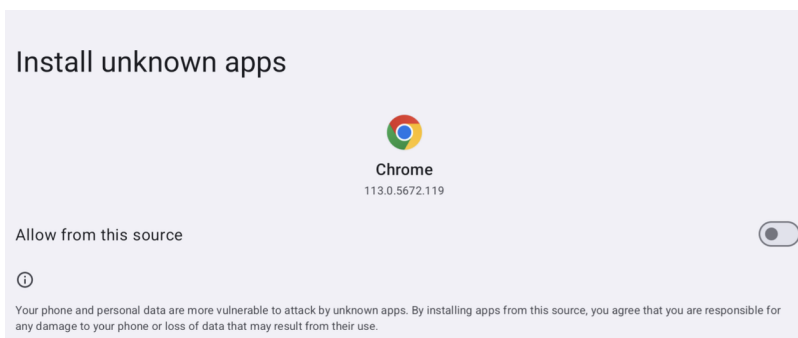 Install unknown apps
Chrome
113.0.5672.119
Allow from this source
Your phone and personal data are more vulnerable to attack by unknown apps. By installing apps from this source, you agree that you are responsible for
any damage to your phone or loss of data that may result from their use.